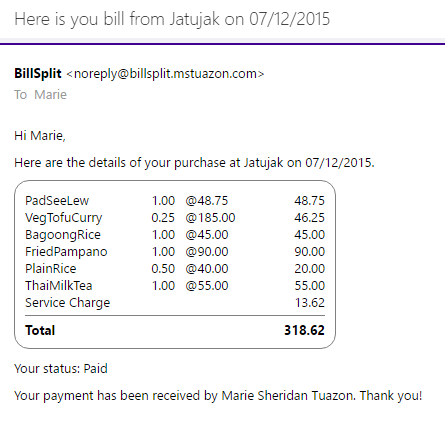 Here is you bill from Jatujak on 07/12/2015
BillSplit <noreply@billsplit.mstuazon.com>
To Marie
Hi Marie,
Here are the details of your purchase at Jatujak on 07/12/2015.
PadSeeLew 1.00 @48.75 48.75
VegTofuCurry 0.25 @185.00 46.25
BagoongRice 1.00 @45.00 45.00
FriedPampano 1.00 @90.00 90.00
PlainRice 0.50 @40.00 20.00
ThaiMilkTea 1.00 @55.00 55.00
Service Charge 13.62
Total 318.62
Your status: Paid
Your payment has been received by Marie Sheridan Tuazon. Thank you!